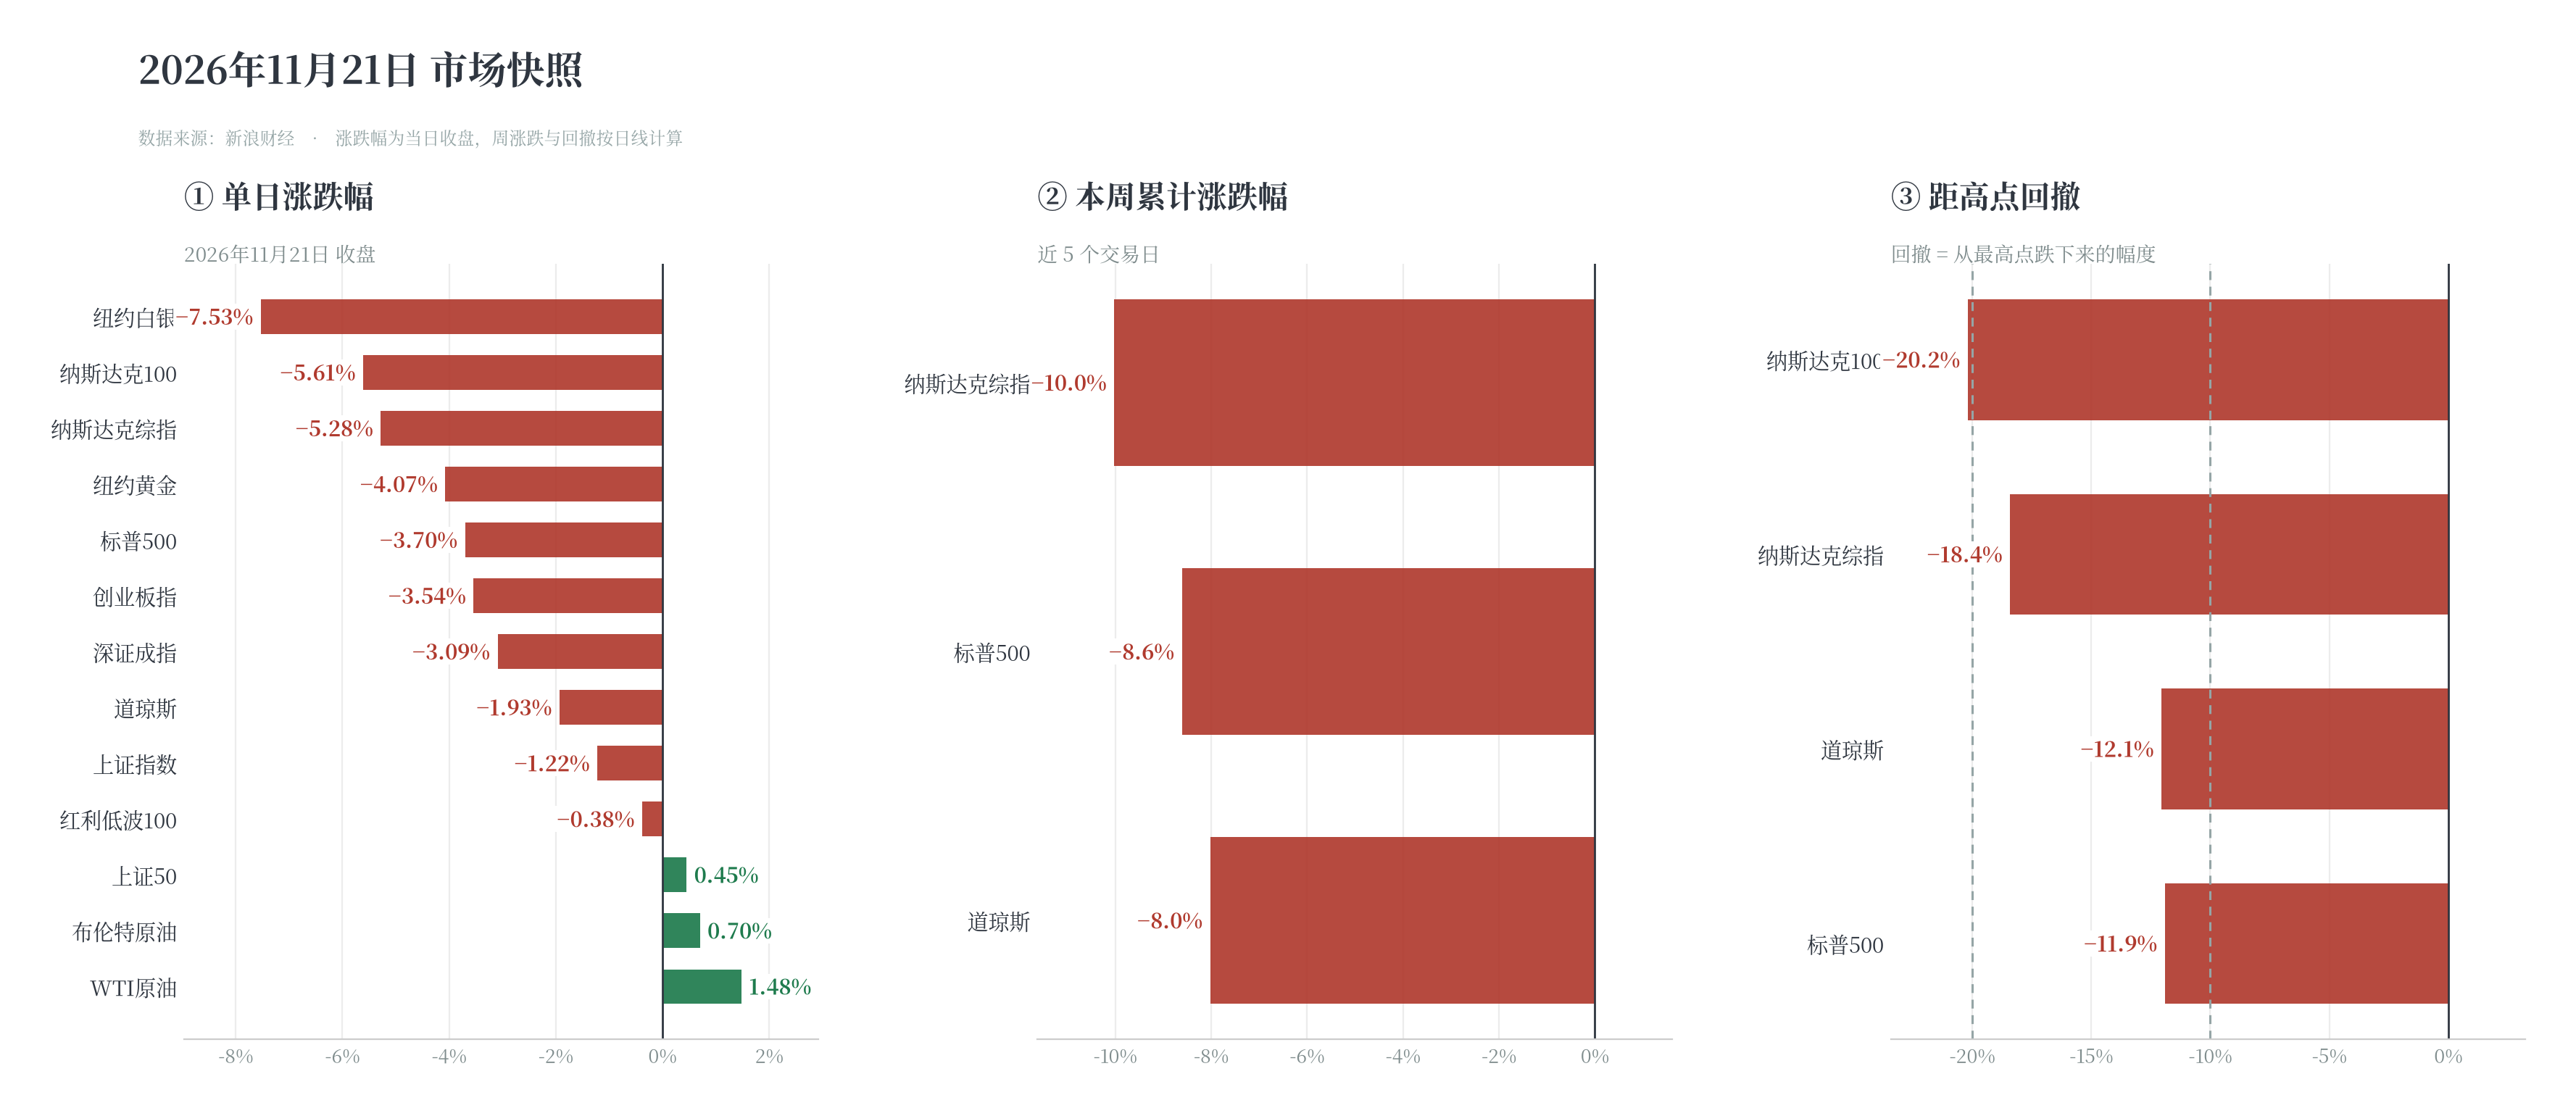 2026年11月21日 市场快照
数据来源：新浪财经 · 涨跌幅为当日收盘，周涨跌与回撤按日线计算
① 单日涨跌幅
2026年11月21日 收盘
纽约白银 −7.53%
纳斯达克100 −5.61%
纳斯达克综指 −5.28%
纽约黄金 −4.07%
标普500 −3.70%
创业板指 −3.54%
深证成指 −3.09%
道琼斯 −1.93%
上证指数 −1.22%
红利低波100 −0.38%
上证50 0.45%
布伦特原油 0.70%
WTI原油 1.48%
-8% -6% -4% -2% 0% 2%
② 本周累计涨跌幅
近 5 个交易日
纳斯达克综指 −10.0%
标普500 −8.6%
道琼斯 −8.0%
-10% -8% -6% -4% -2% 0%
③ 距高点回撤
回撤 = 从最高点跌下来的幅度
纳斯达克100 −20.2%
纳斯达克综指 −18.4%
道琼斯 −12.1%
标普500 −11.9%
-20% -15% -10% -5% 0%